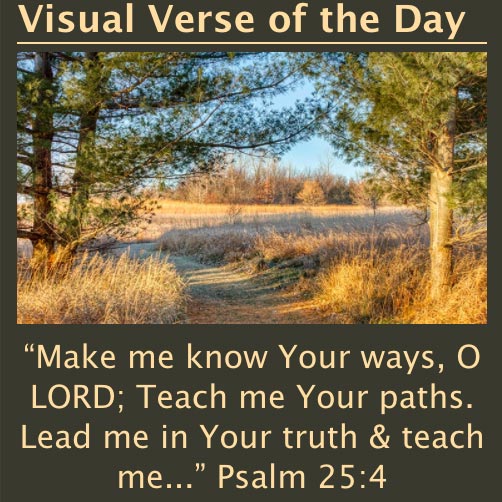 Visual Verse of the Day
“Make me know Your ways, O
LORD; Teach me Your paths.
Lead me in Your truth & teach
me...” Psalm 25:4